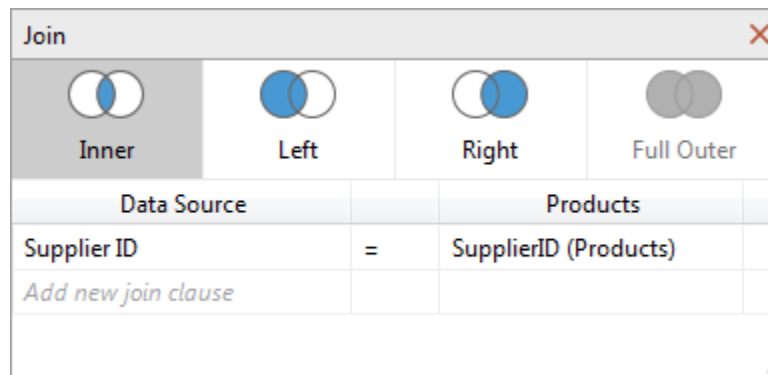 Join
Inner Left Right Full Outer
Data Source Products
Supplier ID = SupplierID (Products)
Add new join clause